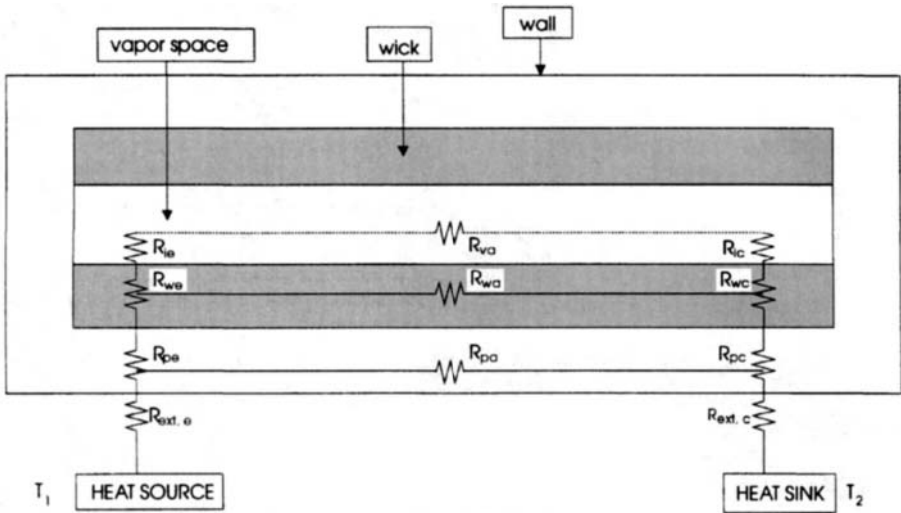 wall
vapor space
wick
Rie
Rva
Ric
Rwe
Rwa
Rwc
Rpe
Rpa
Rpc
Rext. e
Rext. c
T1
HEAT SOURCE
HEAT SINK
T2